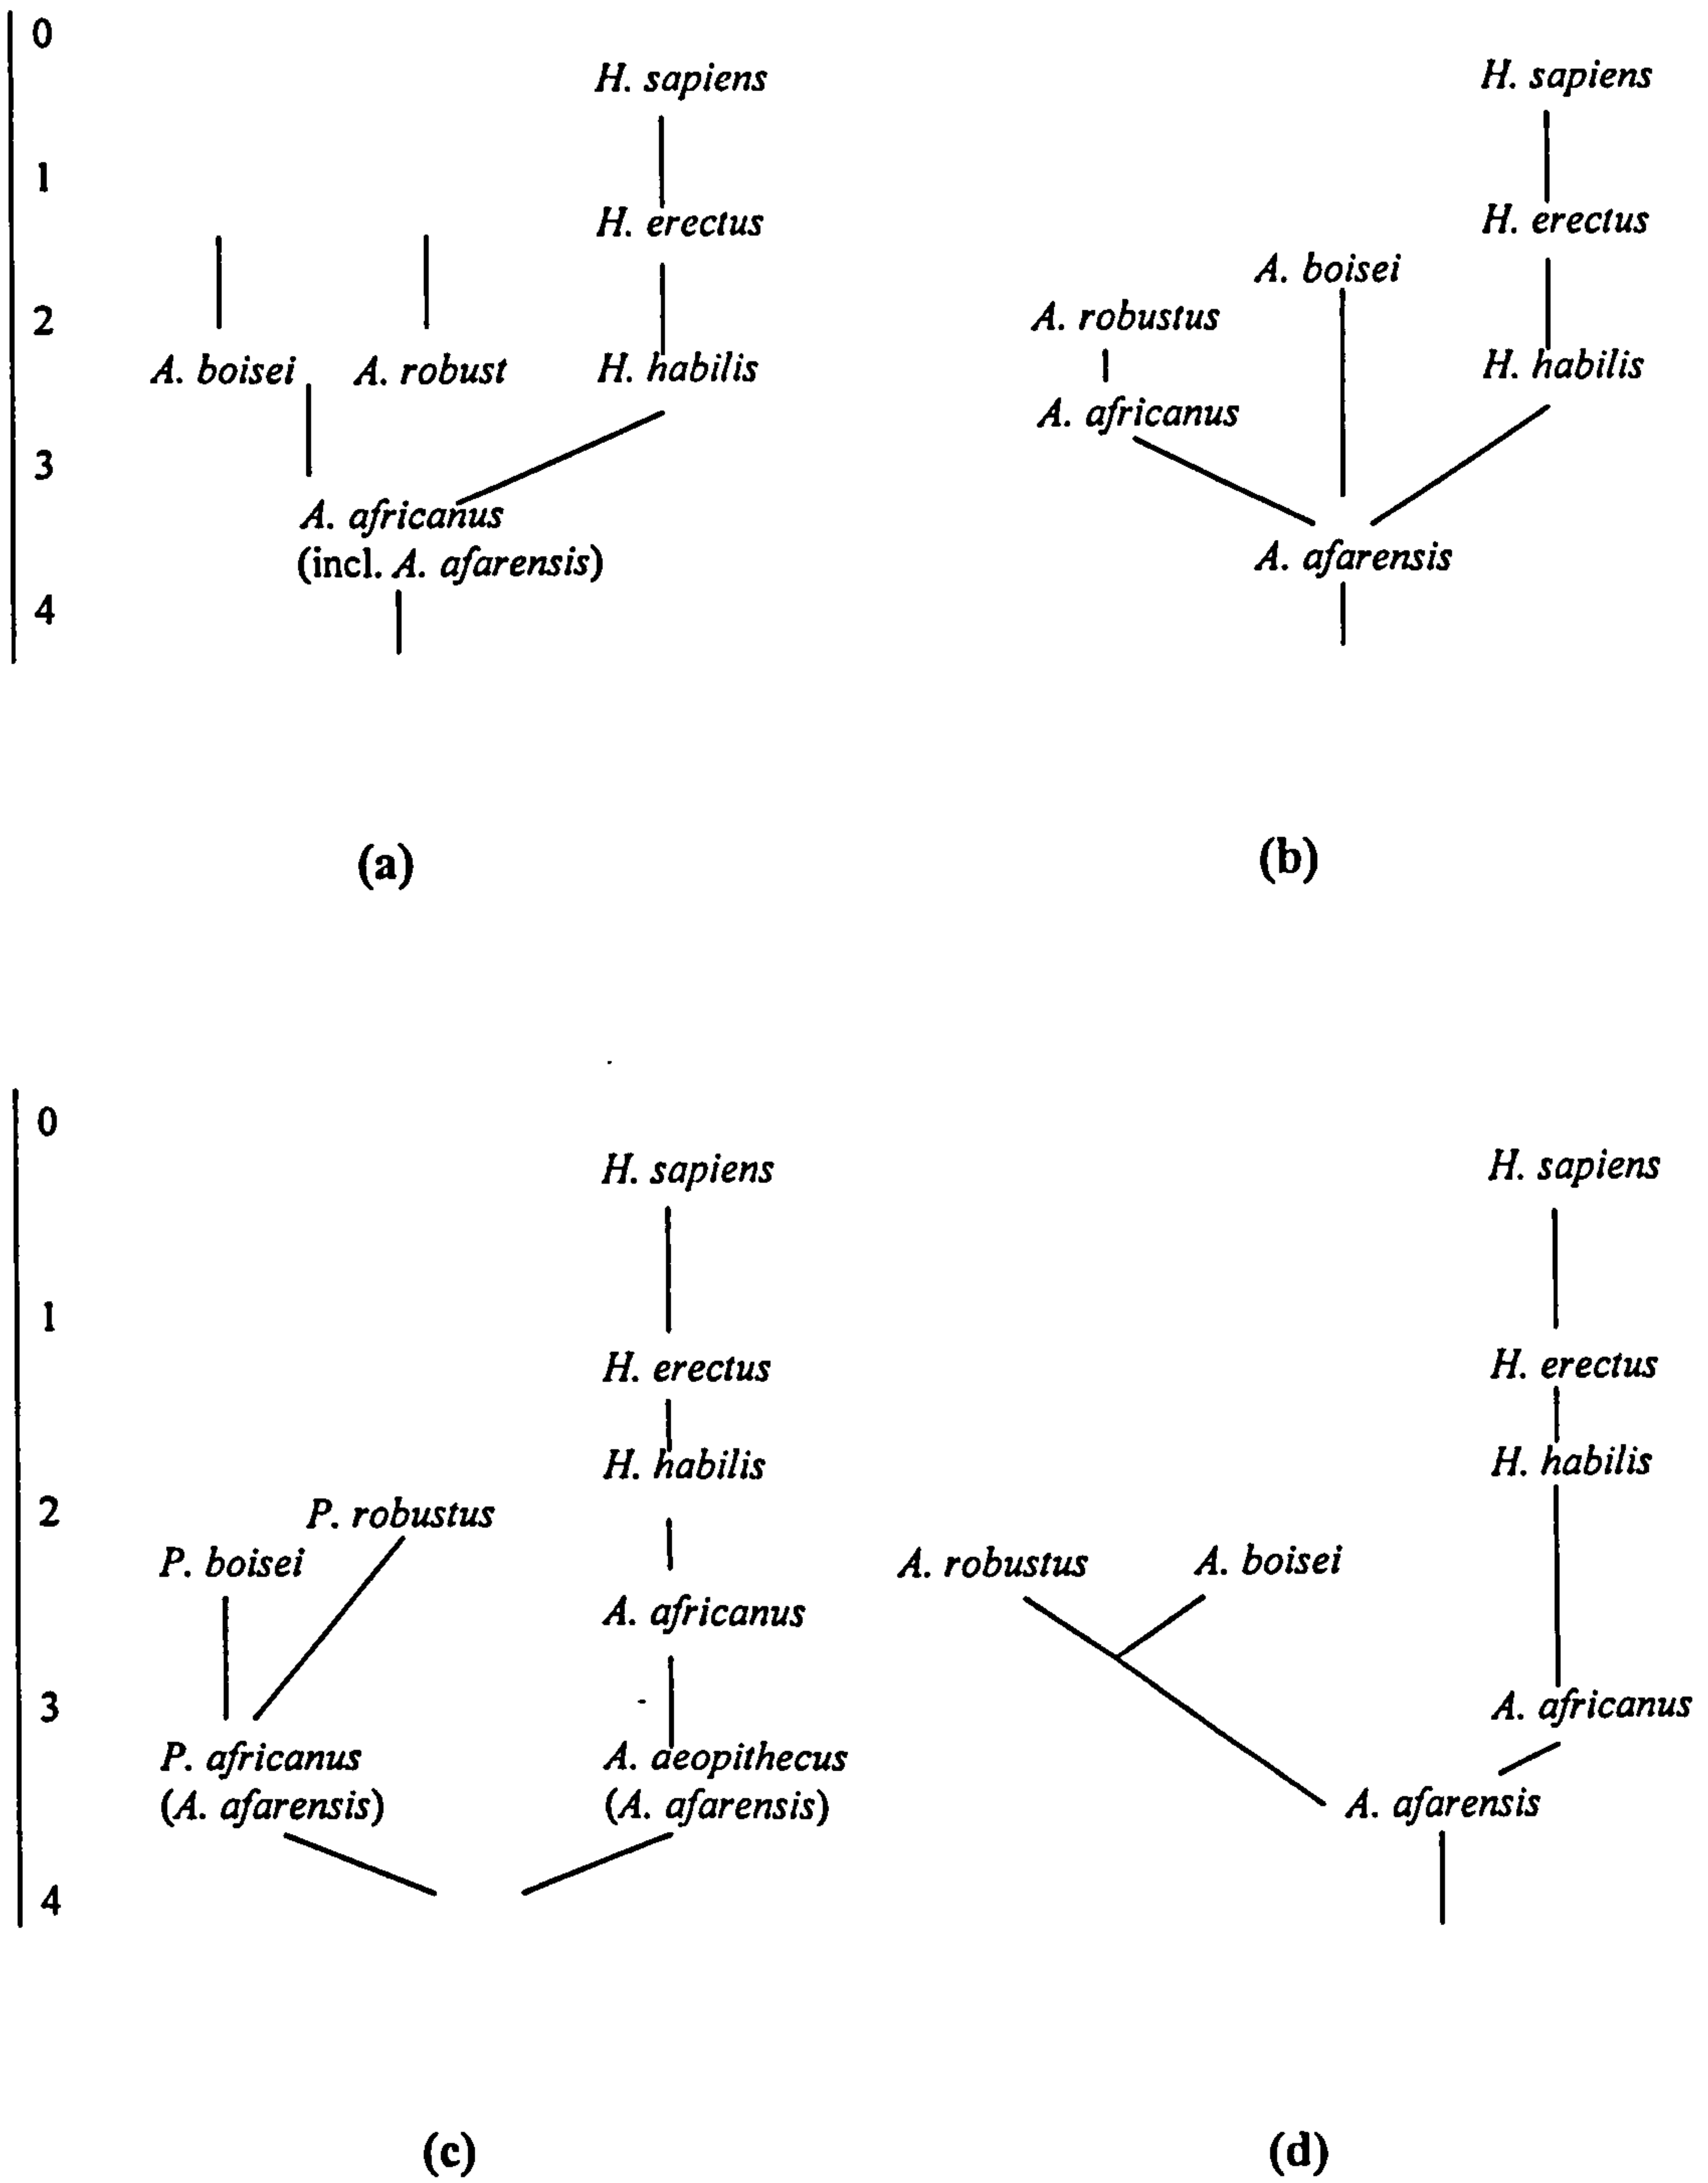 0
H. sapiens
H. sapiens
1
H. erectus
H. erectus
A. boisei
2
A. robustus
A. boisei
A. robust
H. habilis
H. habilis
A. africanus
3
A. africanus
(incl. A. afarensis)
A. afarensis
4
(a)
(b)
0
H. sapiens
H. sapiens
1
H. erectus
H. erectus
H. habilis
H. habilis
2
P. robustus
P. boisei
A. robustus
A. boisei
A. africanus
3
A. africanus
P. africanus
(A. afarensis)
A. aeopithecus
(A. afarensis)
A. afarensis
4
(c)
(d)